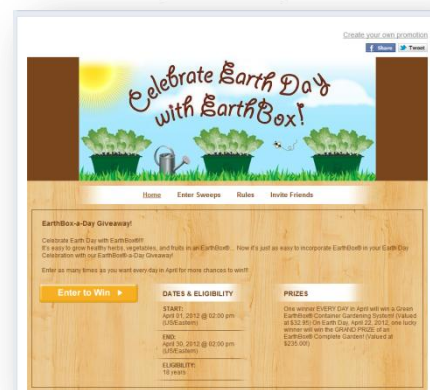 Create your own promotion
Share Tweet
Celebrate Earth Day
with EarthBox!
Home Enter Sweeps Rules Invite Friends
EarthBox-a-Day Giveaway!
Celebrate Earth Day with EarthBox®!!!
It's easy to grow healthy herbs, vegetables, and fruits in an EarthBox®... Now it's just as easy to incorporate EarthBox® in your Earth Day
Celebration with our EarthBox®-a-Day Giveaway!
Enter as many times as you want every day in April for more chances to win!!!
Enter to Win
DATES & ELIGIBILITY
START:
April 01, 2012 @ 02:00 pm
(US/Eastern)
END:
April 30, 2012 @ 02:00 pm
(US/Eastern)
ELIGIBILITY:
18 years
PRIZES
One winner EVERY DAY in April will win a Green
EarthBox® Container Gardening System! (Valued
at $32.95) On Earth Day, April 22, 2012, one lucky
winner will win the GRAND PRIZE of an
EarthBox® Complete Garden! (Valued at
$235.00!)